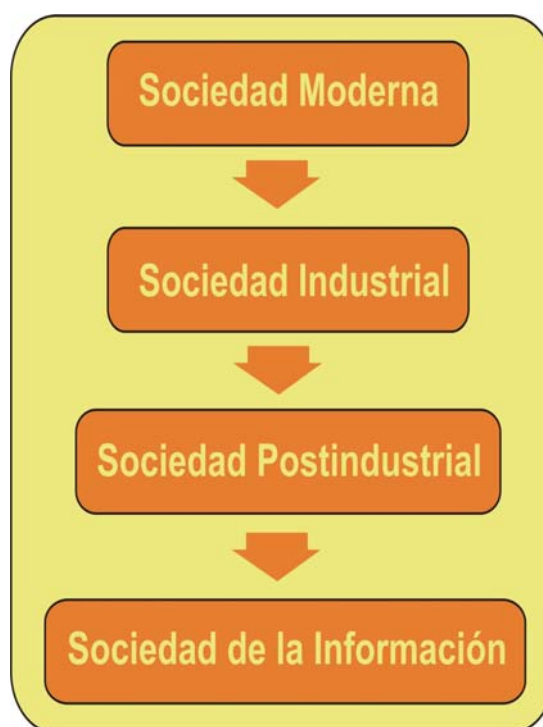 Sociedad Moderna
Sociedad Industrial
Sociedad Postindustrial
Sociedad de la Información